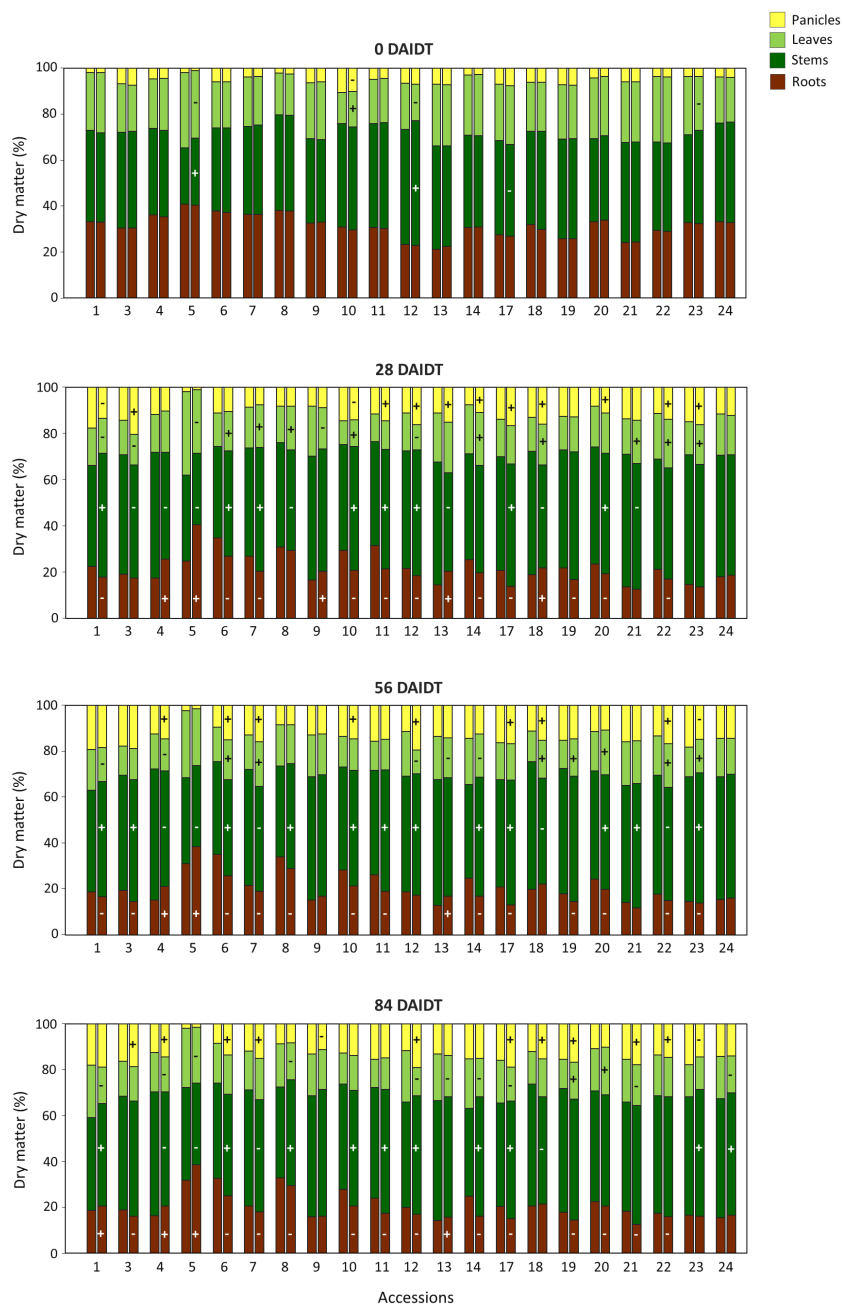 Panicles
Leaves
Stems
Roots
0 DAIDT
Dry matter (%)
100
80
60
40
20
0
1 3 4 5 6 7 8 9 10 11 12 13 14 17 18 19 20 21 22 23 24
28 DAIDT
Dry matter (%)
100
80
60
40
20
0
1 3 4 5 6 7 8 9 10 11 12 13 14 17 18 19 20 21 22 23 24
56 DAIDT
Dry matter (%)
100
80
60
40
20
0
1 3 4 5 6 7 8 9 10 11 12 13 14 17 18 19 20 21 22 23 24
84 DAIDT
Dry matter (%)
100
80
60
40
20
0
1 3 4 5 6 7 8 9 10 11 12 13 14 17 18 19 20 21 22 23 24
Accessions